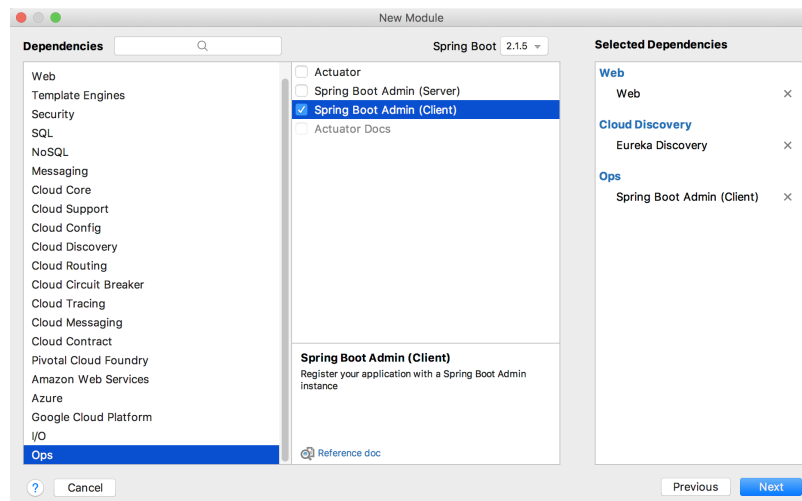 New Module
Dependencies
Spring Boot 2.1.5
Selected Dependencies
Web
Template Engines
Security
SQL
NoSQL
Messaging
Cloud Core
Cloud Support
Cloud Config
Cloud Discovery
Cloud Routing
Cloud Circuit Breaker
Cloud Tracing
Cloud Messaging
Cloud Contract
Pivotal Cloud Foundry
Amazon Web Services
Azure
Google Cloud Platform
I/O
Ops
Actuator
Spring Boot Admin (Server)
Spring Boot Admin (Client)
Actuator Docs
Spring Boot Admin (Client)
Register your application with a Spring Boot Admin
instance
Reference doc
Web
Web
Cloud Discovery
Eureka Discovery
Ops
Spring Boot Admin (Client)
?
Cancel
Previous
Next